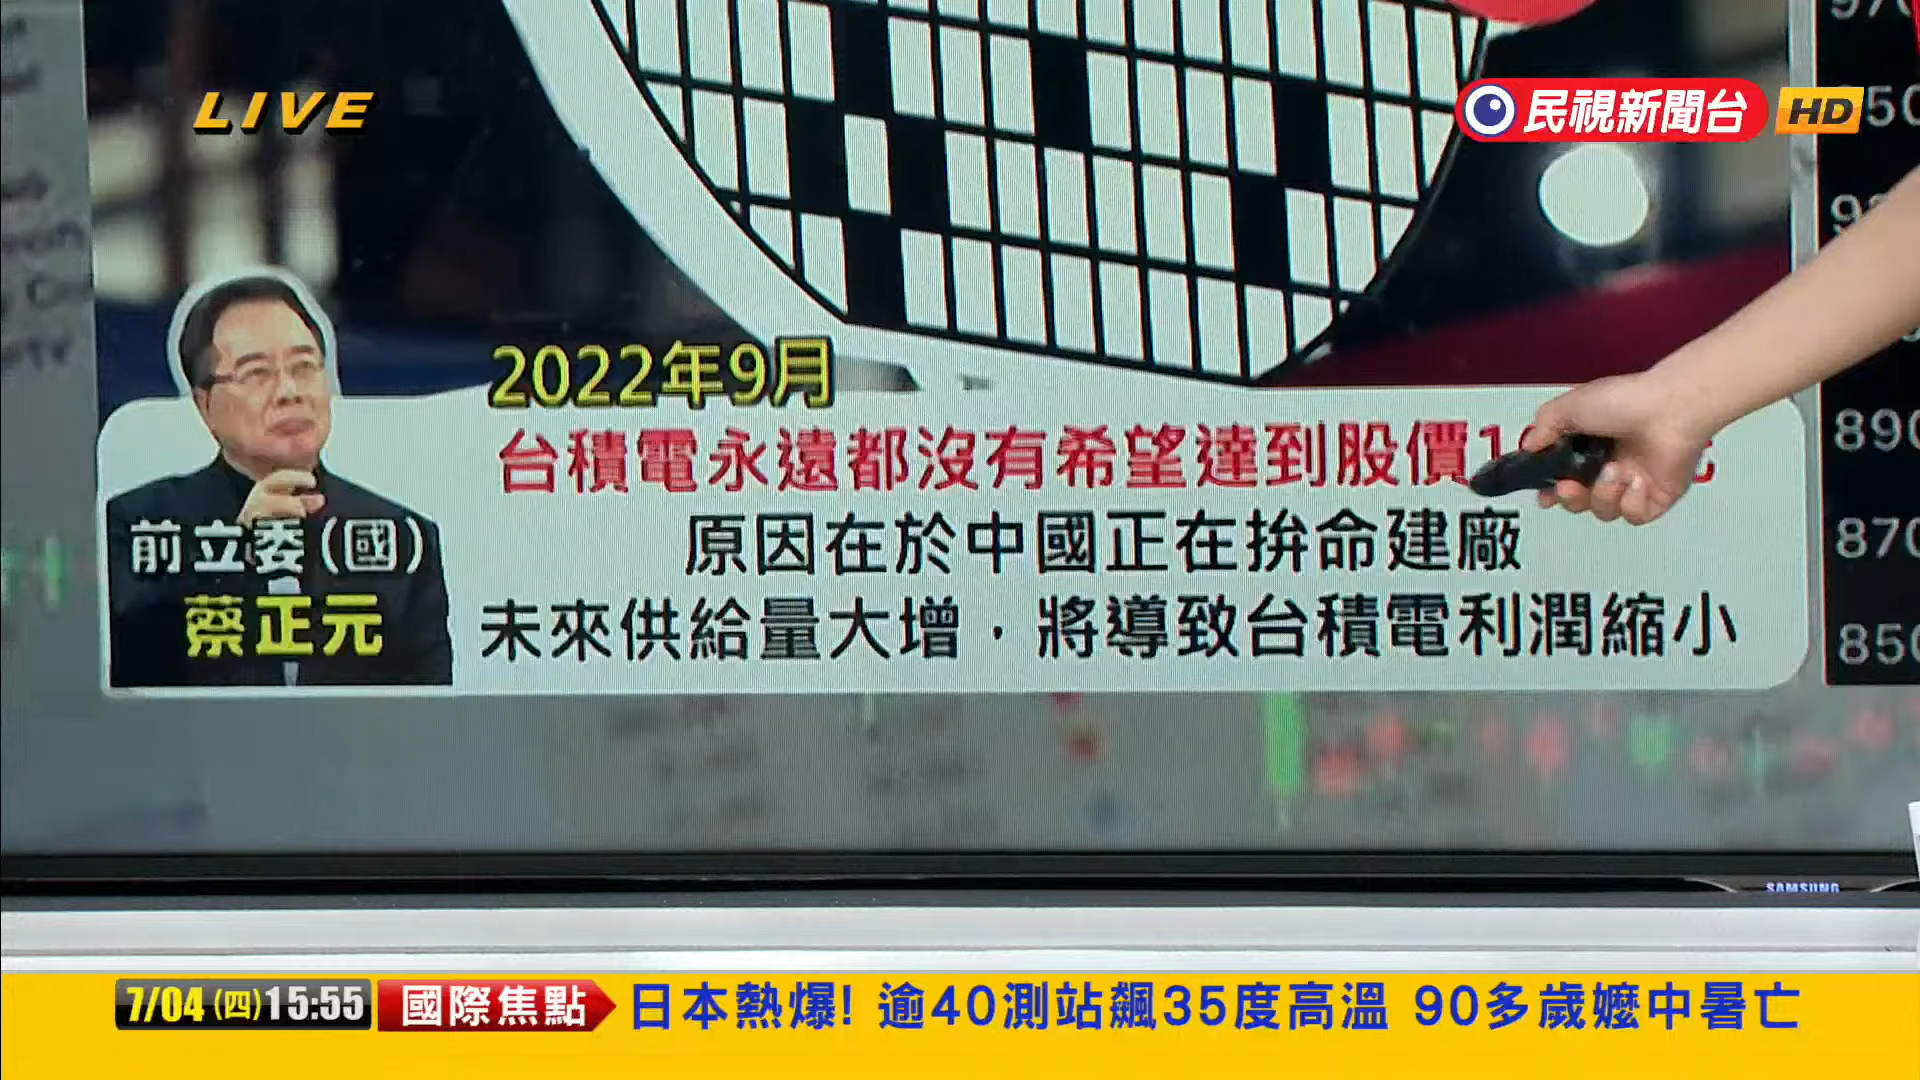 LIVE
民視新聞台 HD
2022年9月
台積電永遠都沒有希望達到股價1
原因在於中國正在拚命建廠
未來供給量大增，將導致台積電利潤縮小
前立委(國)
蔡正元
890
870
850
SAMSUNG
7/04(四)15:55
國際焦點
日本熱爆! 逾40測站飆35度高溫 90多歲嬤中暑亡